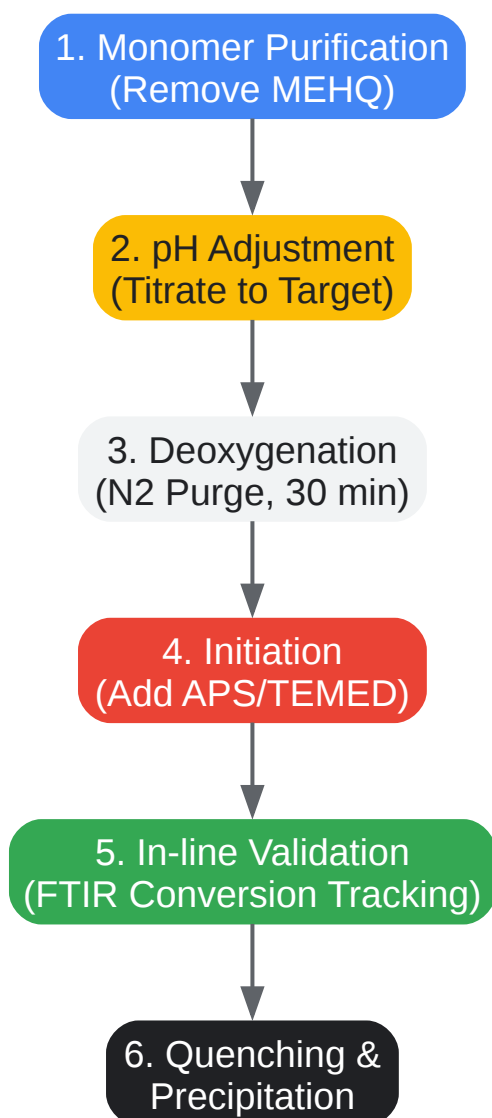 1. Monomer Purification
(Remove MEHQ)
2. pH Adjustment
(Titrate to Target)
3. Deoxygenation
(N2 Purge, 30 min)
4. Initiation
(Add APS/TEMED)
5. In-line Validation
(FTIR Conversion Tracking)
6. Quenching &
Precipitation